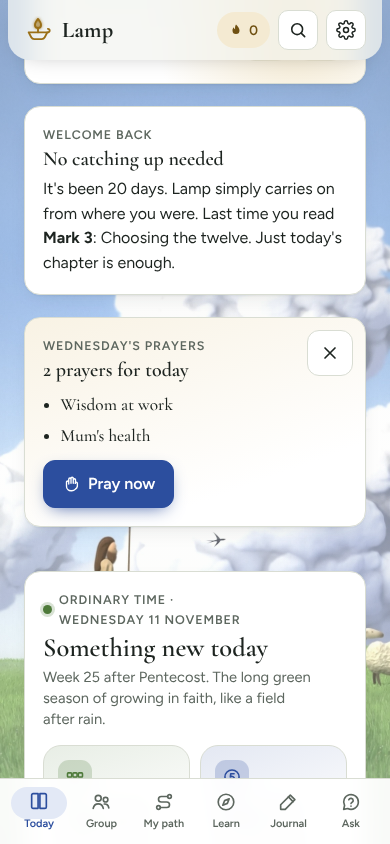 Lamp
0
WELCOME BACK
No catching up needed
It's been 20 days. Lamp simply carries on
from where you were. Last time you read
Mark 3: Choosing the twelve. Just today's
chapter is enough.
WEDNESDAY'S PRAYERS
2 prayers for today
• Wisdom at work
• Mum's health
Pray now
ORDINARY TIME ·
WEDNESDAY 11 NOVEMBER
Something new today
Week 25 after Pentecost. The long green
season of growing in faith, like a field
after rain.
Today
Group
My path
Learn
Journal
Ask